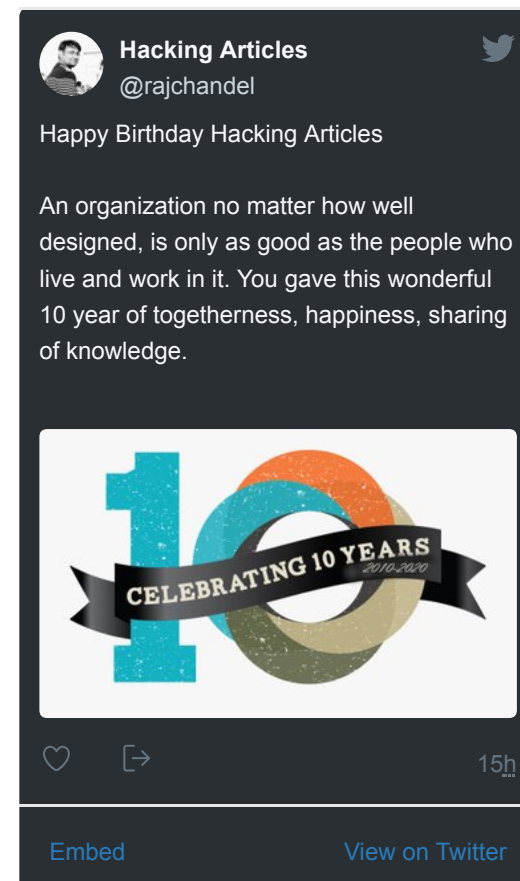 Hacking Articles
@rajchandel
Happy Birthday Hacking Articles
An organization no matter how well
designed, is only as good as the people who
live and work in it. You gave this wonderful
10 year of togetherness, happiness, sharing
of knowledge.
10
CELEBRATING 10 YEARS
2010-2020
15h
Embed
View on Twitter